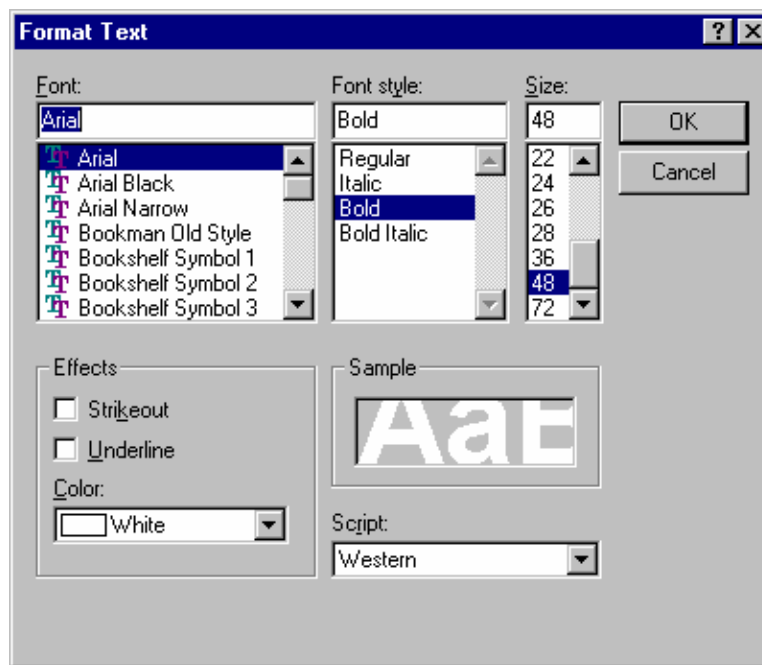 Format Text
Font:
Arial
Arial
Arial Black
Arial Narrow
Bookman Old Style
Bookshelf Symbol 1
Bookshelf Symbol 2
Bookshelf Symbol 3
Font style:
Bold
Regular
Italic
Bold
Bold Italic
Size:
48
22
24
26
28
36
48
72
OK
Cancel
Effects
Strikeout
Underline
Color:
White
Sample
AaB
Script:
Western